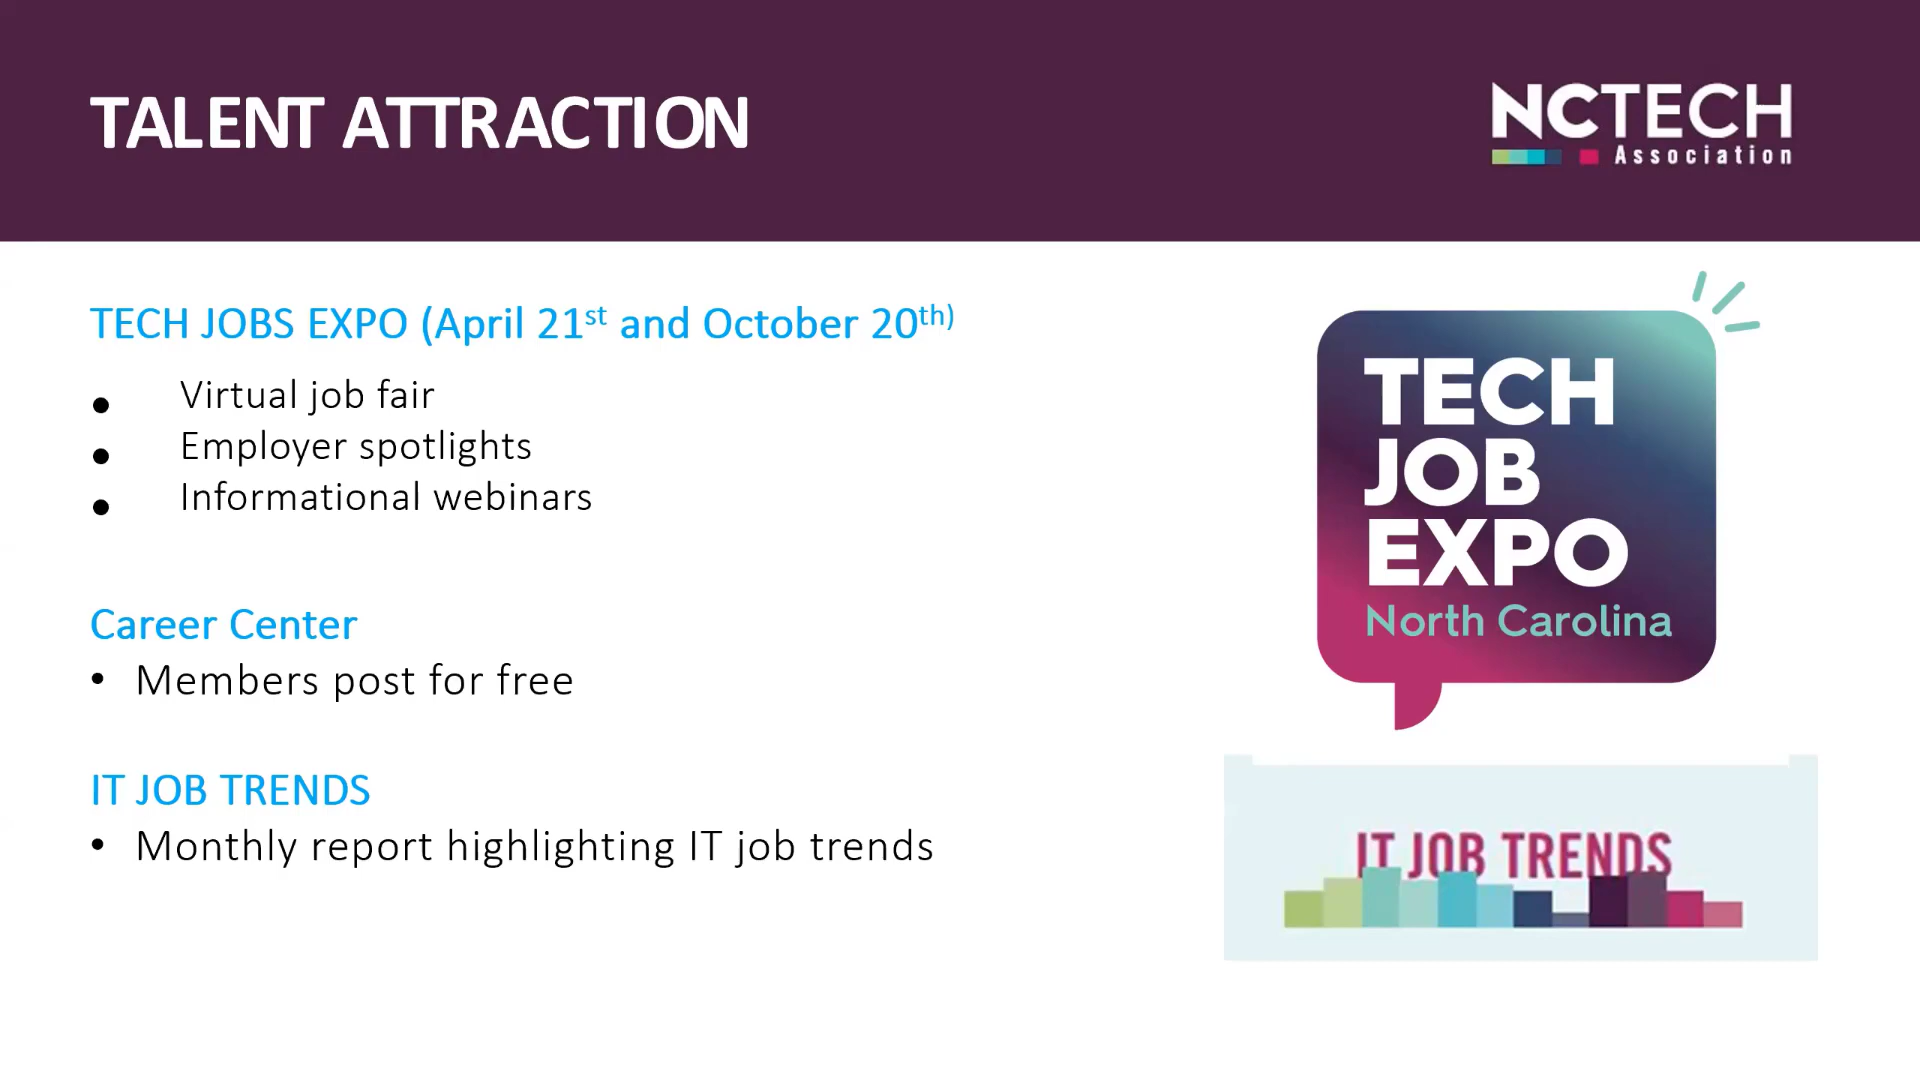 TALENT ATTRACTION
NCTECH
Association
TECH JOBS EXPO (April 21st and October 20th)
• Virtual job fair
• Employer spotlights
• Informational webinars
Career Center
• Members post for free
IT JOB TRENDS
• Monthly report highlighting IT job trends
TECH
JOB
EXPO
North Carolina
IT JOB TRENDS